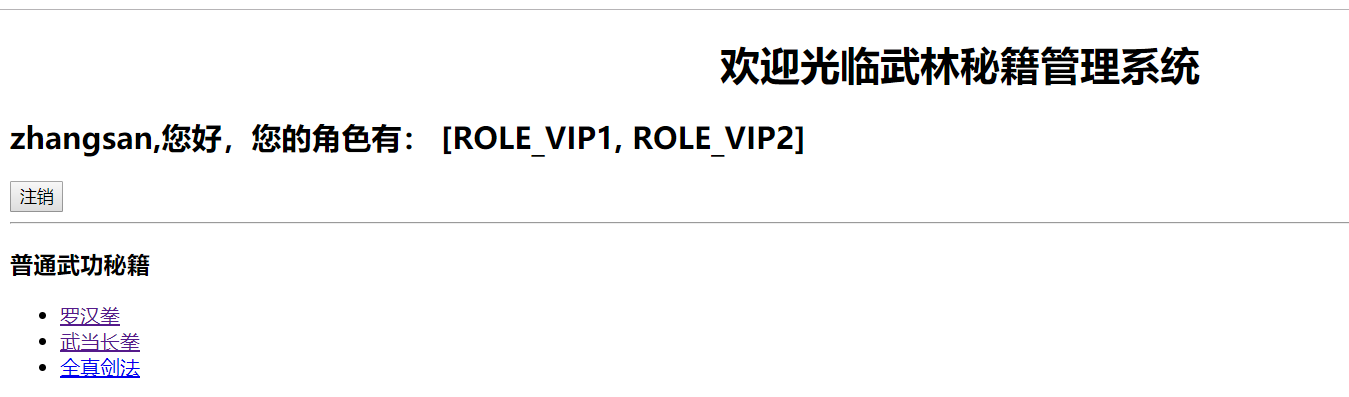 欢迎光临武林秘籍管理系统
zhangsan,您好，您的角色有： [ROLE_VIP1, ROLE_VIP2]
注销
普通武功秘籍
罗汉拳
武当长拳
全真剑法